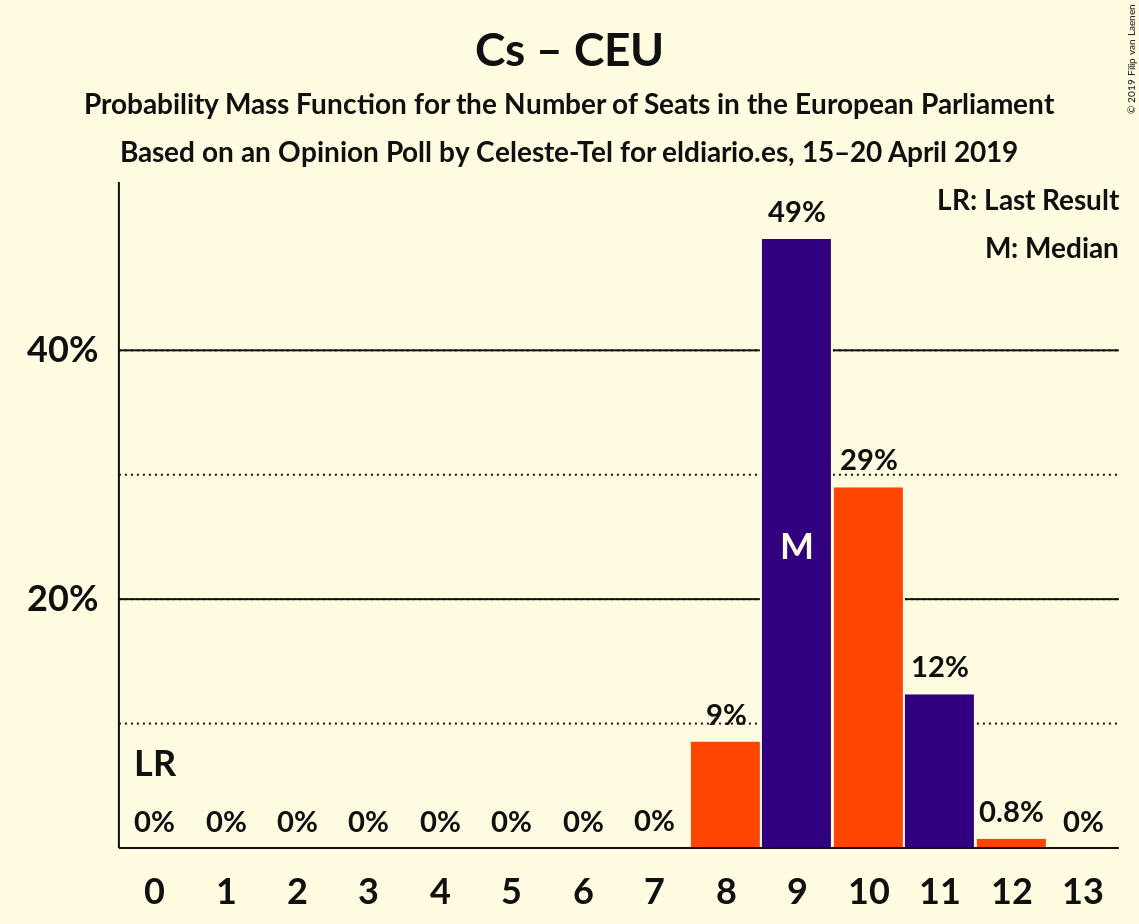 Cs – CEU
Probability Mass Function for the Number of Seats in the European Parliament
Based on an Opinion Poll by Celeste-Tel for eldiario.es, 15–20 April 2019
© 2019 Filip van Laenen
LR: Last Result
M: Median
49%
40%
29%
M
20%
12%
9%
LR
0% 0% 0% 0% 0% 0% 0% 0% 0.8% 0%
0 1 2 3 4 5 6 7 8 9 10 11 12 13